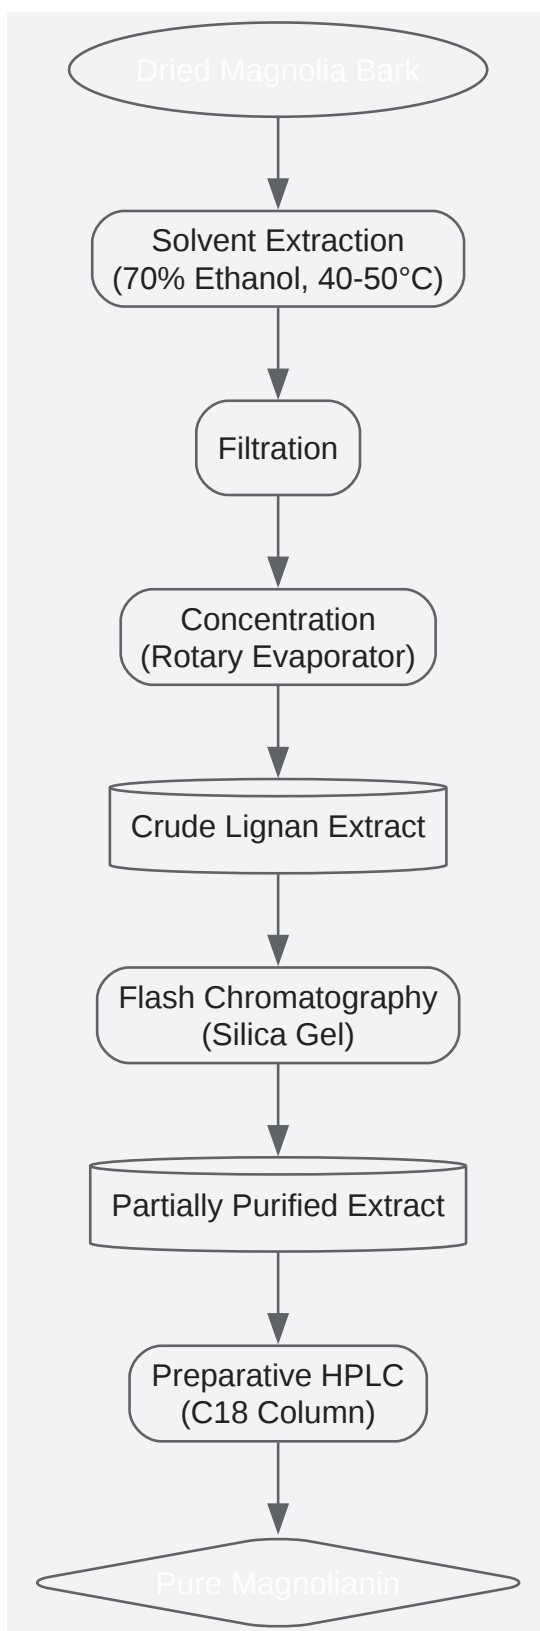 Dried Magnolia Bark
Solvent Extraction
(70% Ethanol, 40-50°C)
Filtration
Concentration
(Rotary Evaporator)
Crude Lignan Extract
Flash Chromatography
(Silica Gel)
Partially Purified Extract
Preparative HPLC
(C18 Column)
Pure Magnolianin